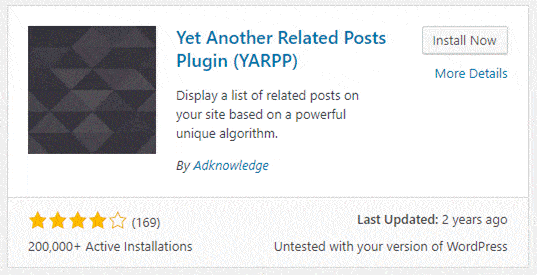 Yet Another Related Posts
Plugin (YARPP)
Install Now
More Details
Display a list of related posts on
your site based on a powerful
unique algorithm.
By Adknowledge
(169)
Last Updated: 2 years ago
200,000+ Active Installations
Untested with your version of WordPress